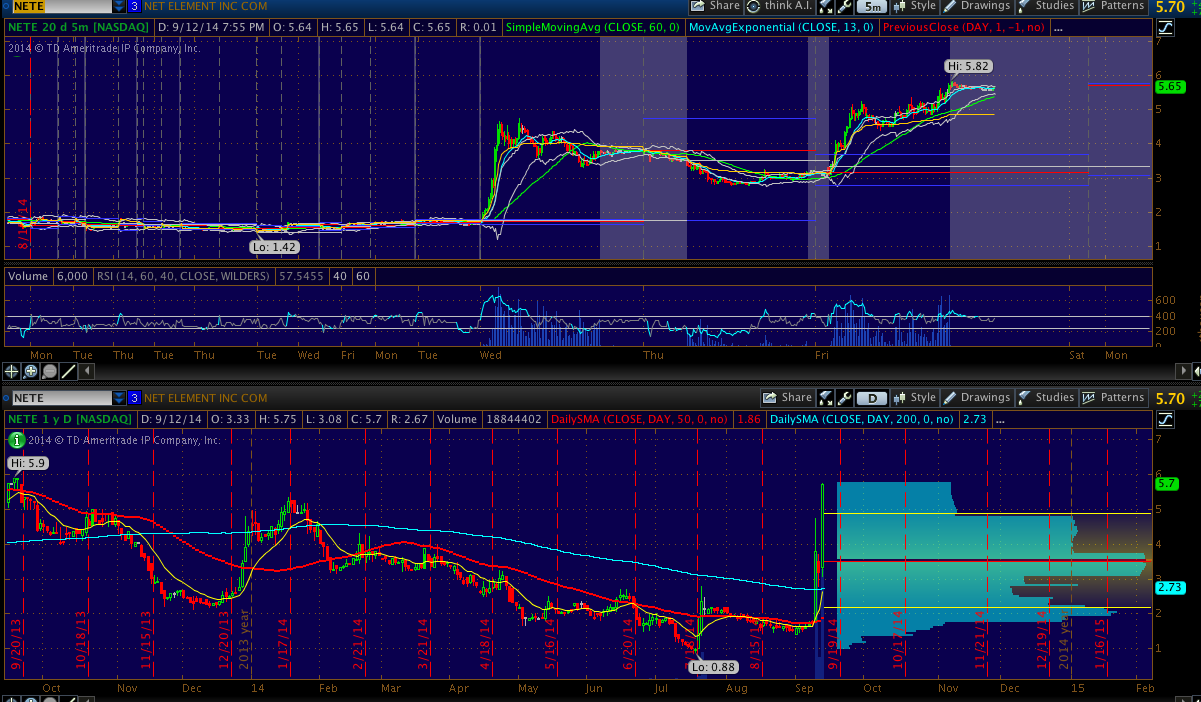 NETE 3 NET ELEMENT INC COM Share think A.I. 5m Style Drawings Studies Patterns 5.70
NETE 20 d 5m [NASDAQ] D: 9/12/14 7:55 PM O: 5.64 H: 5.65 L: 5.64 C: 5.65 R: 0.01 SimpleMovingAvg (CLOSE, 60, 0) MovAvgExponential (CLOSE, 13, 0) PreviousClose (DAY, 1, -1, no) ...
2014 © TD Ameritrade IP Company, Inc.
7
Hi: 5.82
6
5.65
5
4
3
2
8/15/14
Lo: 1.42
1
Volume 6,000 RSI (14, 60, 40, CLOSE, WILDERS) 57.5455 40 60
600
400
200
0
Mon Tue Thu Tue Thu Tue Wed Fri Mon Tue Wed Thu Fri Sat Mon
NETE 3 NET ELEMENT INC COM Share D Style Drawings Studies Patterns 5.70
NETE 1 y D [NASDAQ] D: 9/12/14 O: 3.33 H: 5.75 L: 3.08 C: 5.7 R: 2.67 Volume 18844402 DailySMA (CLOSE, DAY, 50, 0, no) 1.86 DailySMA (CLOSE, DAY, 200, 0, no) 2.73 ...
i 2014 © TD Ameritrade IP Company, Inc.
7
Hi: 5.9
6
5.7
5
4
3
2.73
2
1
9/20/13 10/18/13 11/15/13 12/20/13 2013 year 1/17/14 2/21/14 3/21/14 4/18/14 5/16/14 6/20/14 8/15/14 9/19/14 10/17/14 11/21/14 12/19/14 2014 year 1/16/15
Lo: 0.88
Oct Nov Dec 14 Feb Mar Apr May Jun Jul Aug Sep Oct Nov Dec 15 Feb